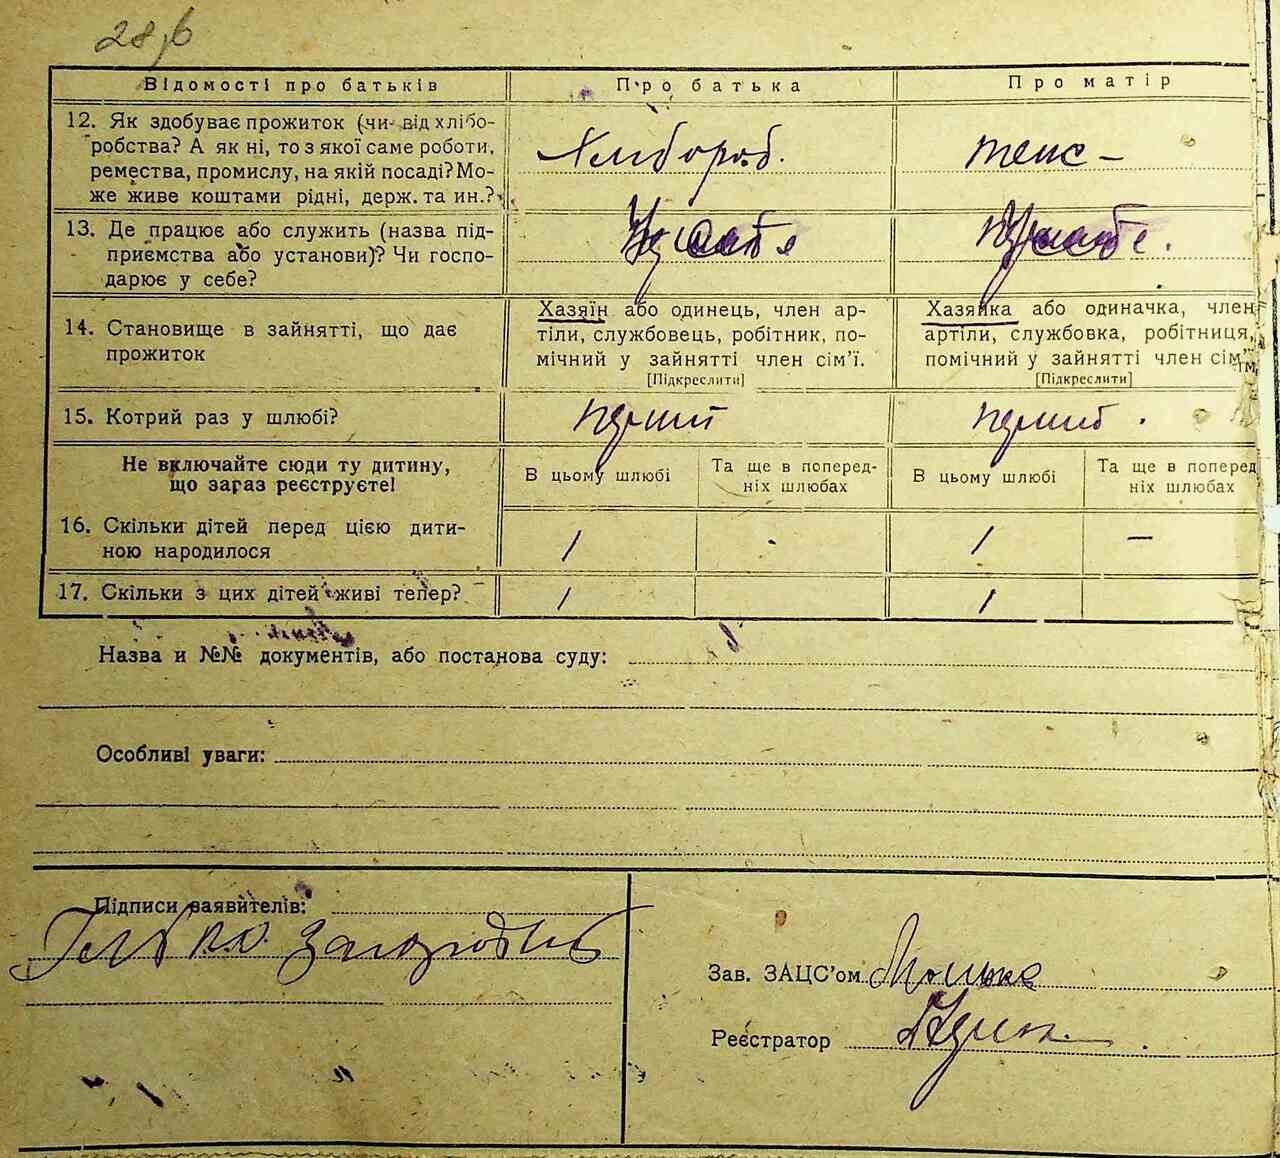 28, б
Відомості про батьків
Про батька
Про матір
12. Як здобуває прожиток (чи від хлібо-
робства? А як ні, то з якої саме роботи,
ремества, промислу, на якій посаді? Мо-
же живе коштами рідні, держ. та ин.?
Хлібороб.
теж –
13. Де працює або служить (назва під-
приємства або установи)? Чи госпо-
дарює у себе?
14. Становище в зайнятті, що дає
прожиток
Хазяїн або одинець, член ар-
тіли, службовець, робітник, по-
мічний у зайнятті член сім'ї.
[Підкреслити]
Хазяйка або одиначка, член
артіли, службовка, робітниця,
помічний у зайнятті член сім'ї
[Підкреслити]
15. Котрий раз у шлюбі?
перший
перший.
Не включайте сюди ту дитину,
що зараз реєструєте!
В цьому шлюбі
Та ще в поперед-
ніх шлюбах
В цьому шлюбі
Та ще в поперед
ніх шлюбах
16. Скільки дітей перед цією дити-
ною народилося
1
1
—
17. Скільки з цих дітей живі тепер?
1
1
Назва и №№ документів, або постанова суду:
Особливі уваги:
Підписи заявителів:
Зав. ЗАЦС'ом
Реєстратор